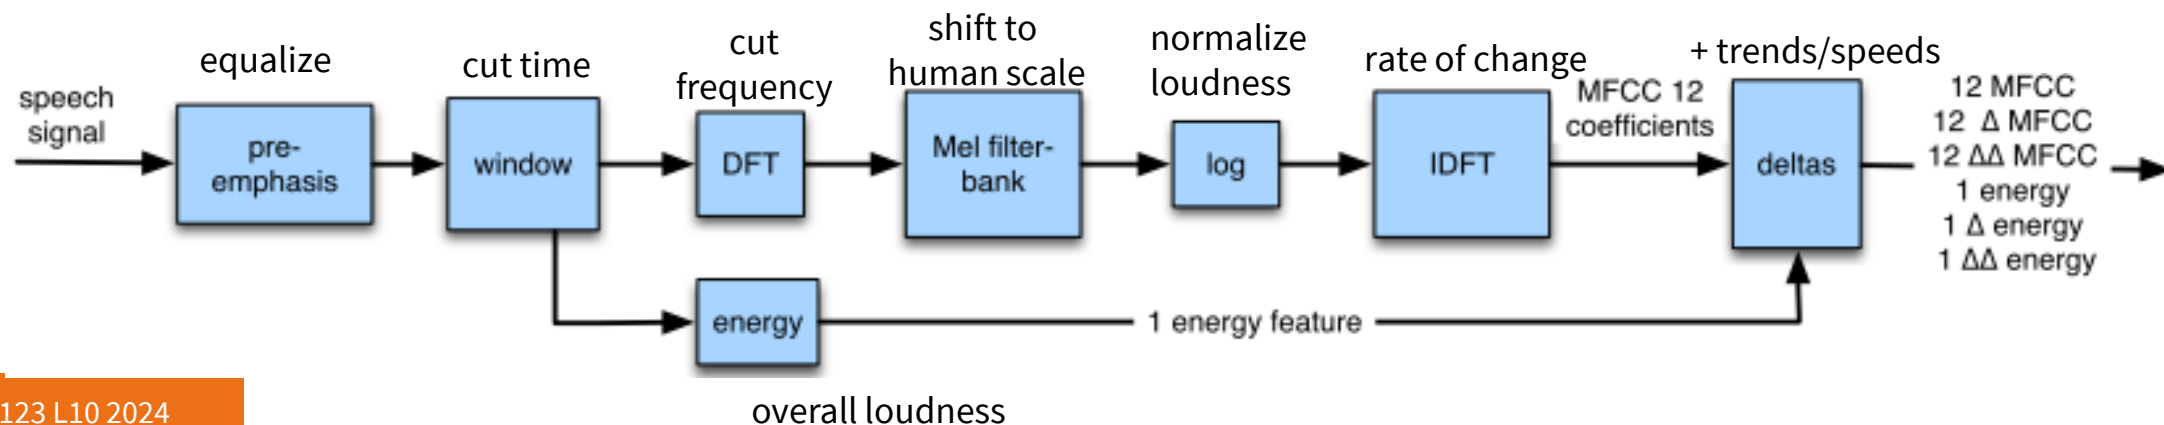 equalize
cut time
cut
frequency
shift to
human scale
normalize
loudness
rate of change
+ trends/speeds
speech
signal
pre-
emphasis
window
DFT
Mel filter-
bank
log
IDFT
MFCC 12
coefficients
deltas
12 MFCC
12 Δ MFCC
12 ΔΔ MFCC
1 energy
1 Δ energy
1 ΔΔ energy
energy
1 energy feature
overall loudness
123 L10 2024